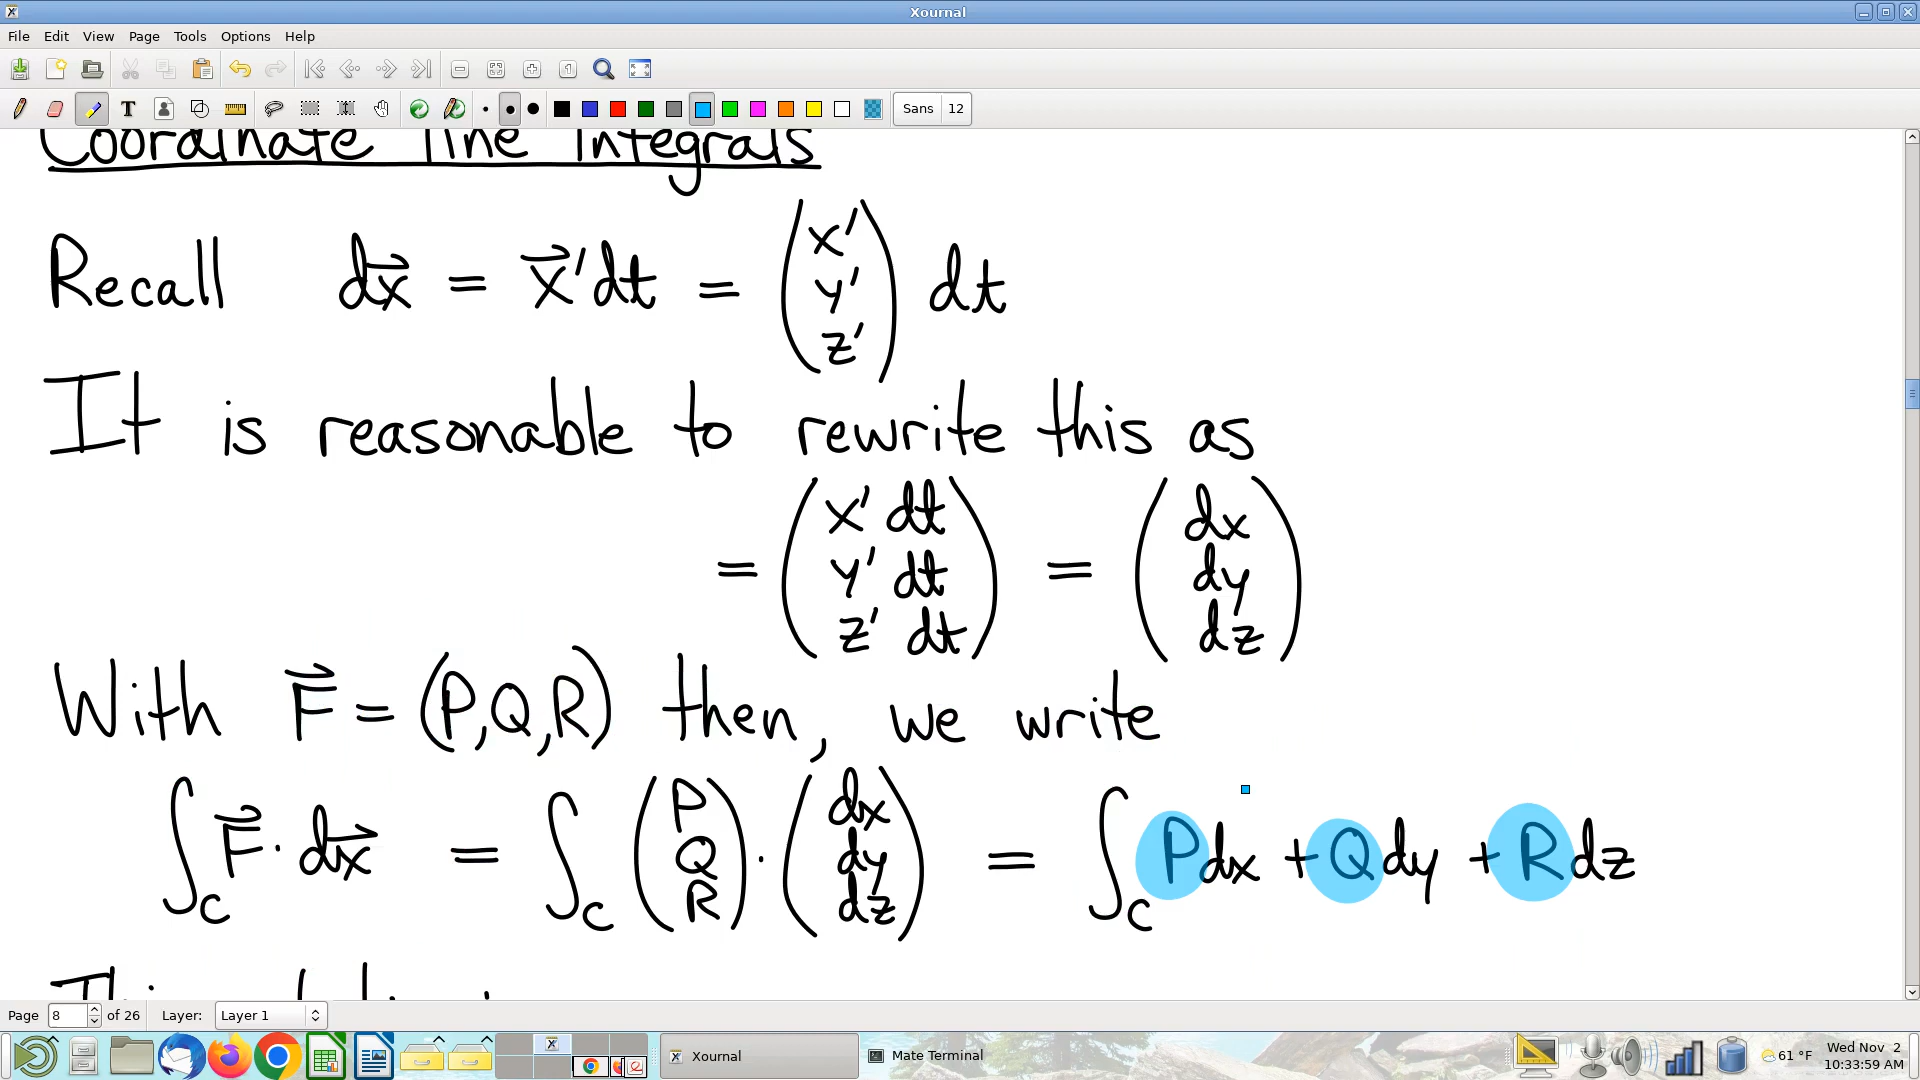 Xournal
File Edit View Page Tools Options Help
Sans 12
Coordinate line integrals
Recall dx⃗ = x⃗'dt = (x' y' z') dt
It is reasonable to rewrite this as
= (x' dt y' dt z' dt) = (dx dy dz)
With F⃗ = (P,Q,R) then, we write
∫_C F⃗ · dx⃗ = ∫_C (P Q R) · (dx dy dz) = ∫_C Pdx + Qdy + Rdz
Page 8 of 26 Layer: Layer 1
Xournal Mate Terminal 61 °F Wed Nov 2
10:33:59 AM